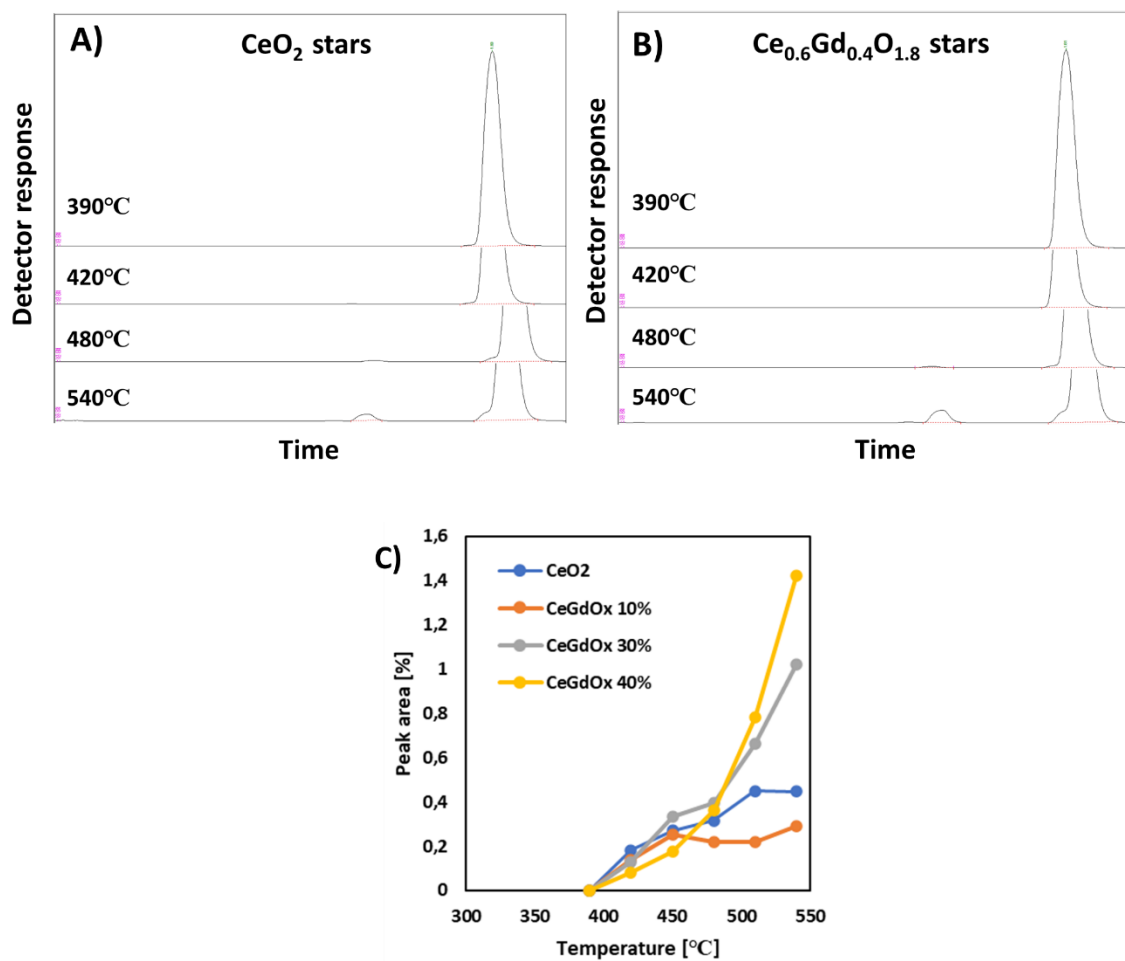 A)
CeO2 stars
Detector response
390°C
420°C
480°C
540°C
Time
B)
Ce0.6Gd0.4O1.8 stars
Detector response
390°C
420°C
480°C
540°C
Time
C)
1,6
1,4
1,2
1
0,8
0,6
0,4
0,2
0
Peak area [%]
CeO2
CeGdOx 10%
CeGdOx 30%
CeGdOx 40%
300
350
400
450
500
550
Temperature [°C]